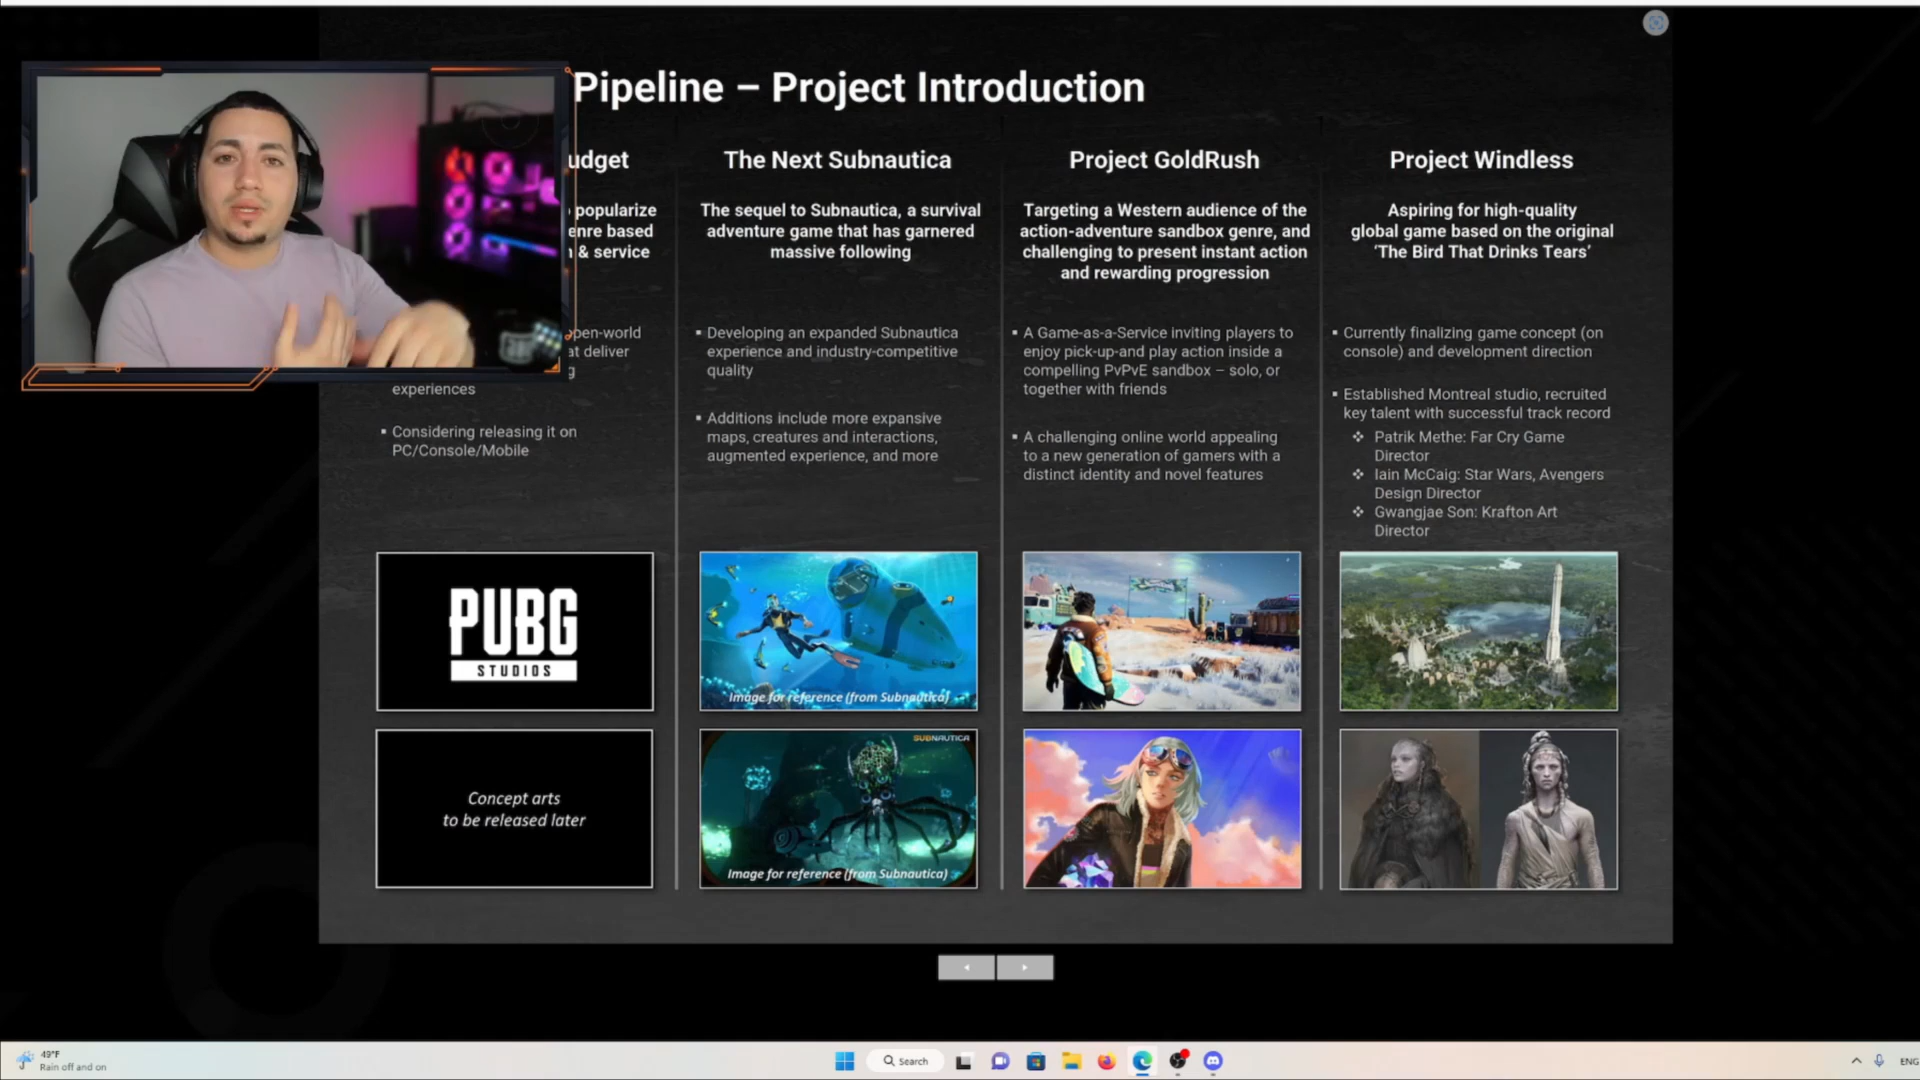 Pipeline – Project Introduction
udget
popularize
enre based
& service
open-world
at deliver
g
experiences
▪ Considering releasing it on
PC/Console/Mobile
PUBG
STUDIOS
Concept arts
to be released later
The Next Subnautica
The sequel to Subnautica, a survival
adventure game that has garnered
massive following
▪ Developing an expanded Subnautica
experience and industry-competitive
quality
▪ Additions include more expansive
maps, creatures and interactions,
augmented experience, and more
Image for reference (from Subnautica)
SUBNAUTICA
Image for reference (from Subnautica)
Project GoldRush
Targeting a Western audience of the
action-adventure sandbox genre, and
challenging to present instant action
and rewarding progression
▪ A Game-as-a-Service inviting players to
enjoy pick-up-and play action inside a
compelling PvPvE sandbox – solo, or
together with friends
▪ A challenging online world appealing
to a new generation of gamers with a
distinct identity and novel features
Project Windless
Aspiring for high-quality
global game based on the original
‘The Bird That Drinks Tears’
▪ Currently finalizing game concept (on
console) and development direction
▪ Established Montreal studio, recruited
key talent with successful track record
❖ Patrik Methe: Far Cry Game
Director
❖ Iain McCaig: Star Wars, Avengers
Design Director
❖ Gwangjae Son: Krafton Art
Director
49°F
Rain off and on
Search
ENG